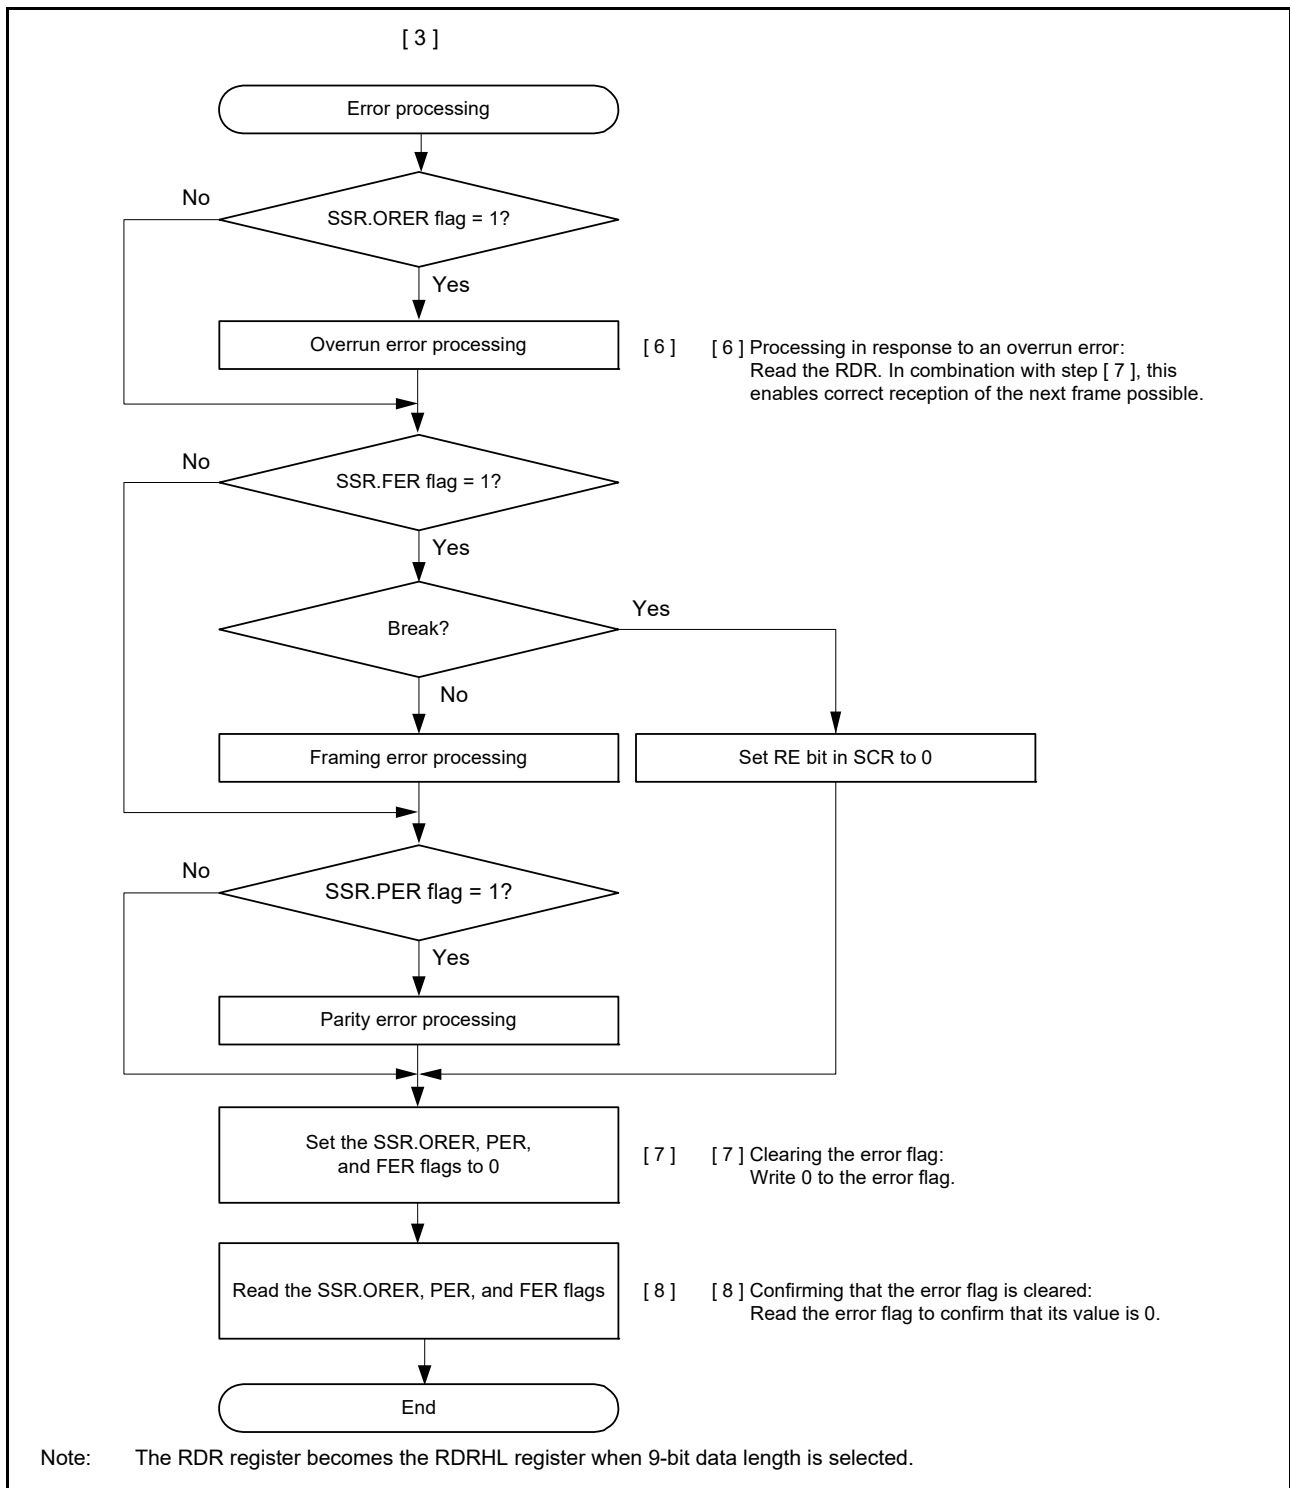 [ 3 ]
Error processing
No
SSR.ORER flag = 1?
Yes
Overrun error processing
[ 6 ]
[ 6 ] Processing in response to an overrun error:
Read the RDR. In combination with step [ 7 ], this
enables correct reception of the next frame possible.
No
SSR.FER flag = 1?
Yes
Break?
Yes
No
Framing error processing
Set RE bit in SCR to 0
No
SSR.PER flag = 1?
Yes
Parity error processing
Set the SSR.ORER, PER,
and FER flags to 0
[ 7 ]
[ 7 ] Clearing the error flag:
Write 0 to the error flag.
Read the SSR.ORER, PER, and FER flags
[ 8 ]
[ 8 ] Confirming that the error flag is cleared:
Read the error flag to confirm that its value is 0.
End
Note: The RDR register becomes the RDRHL register when 9-bit data length is selected.